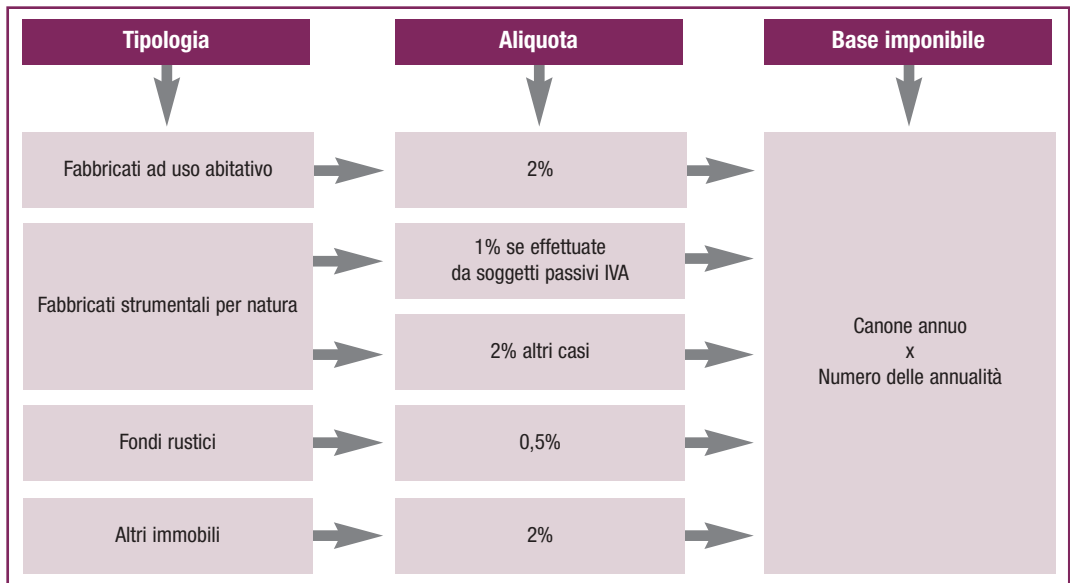 Tipologia
Aliquota
Base imponibile
Fabbricati ad uso abitativo
2%
Fabbricati strumentali per natura
1% se effettuate
da soggetti passivi IVA
2% altri casi
Fondi rustici
0,5%
Altri immobili
2%
Canone annuo
x
Numero delle annualità